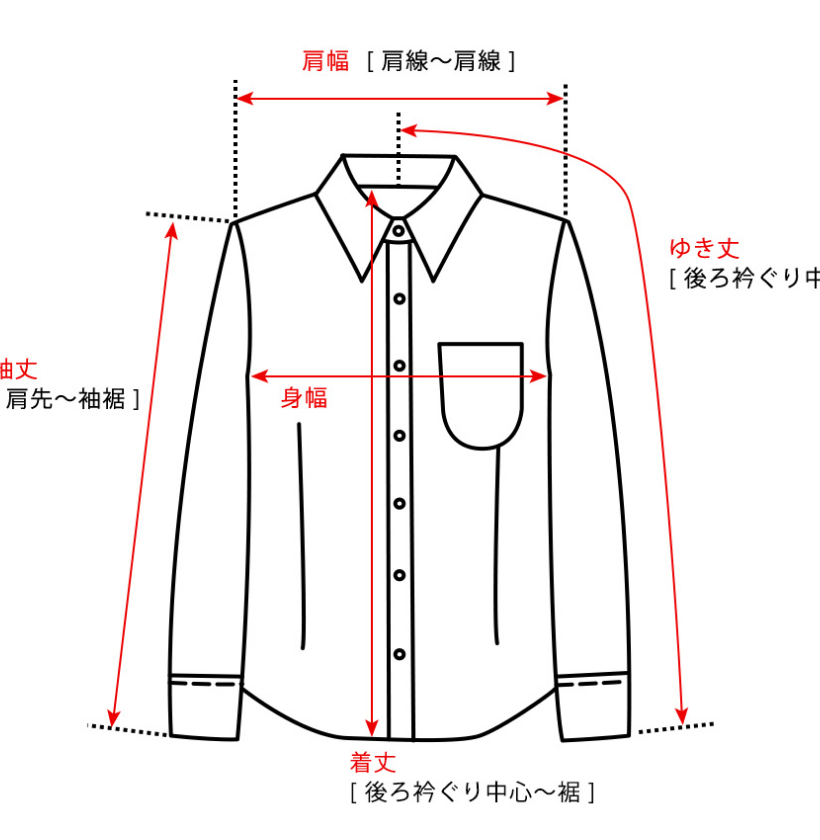 肩幅 [ 肩線～肩線 ]
ゆき丈
[ 後ろ衿ぐり中
袖丈
肩先～袖裾 ]
身幅
着丈
[ 後ろ衿ぐり中心～裾 ]